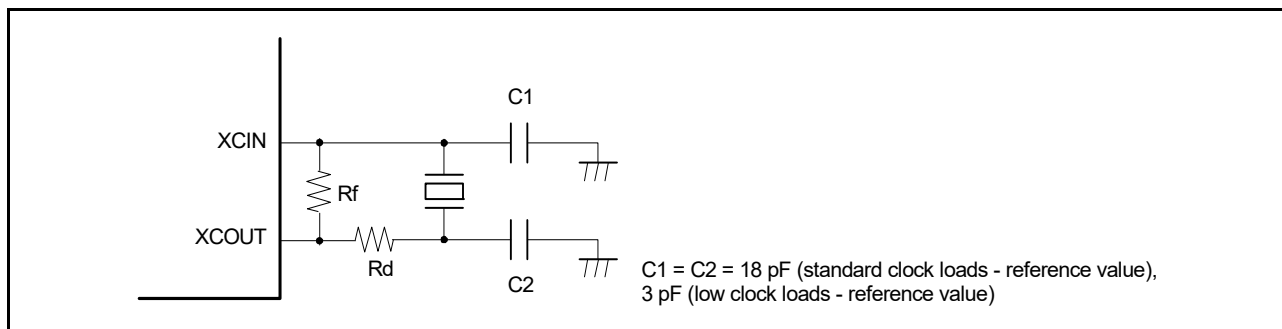 C1
XCIN
Rf
XCOUT
Rd
C2
C1 = C2 = 18 pF (standard clock loads - reference value),
3 pF (low clock loads - reference value)